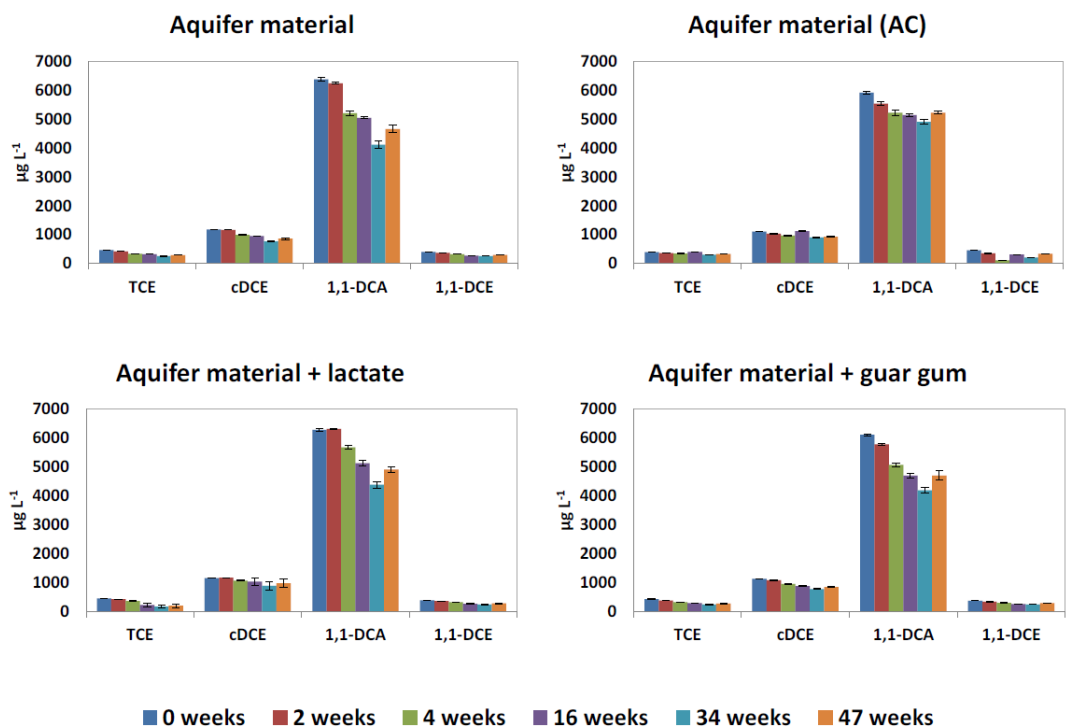 Aquifer material
7000
6000
5000
4000
3000
2000
1000
0
µg L-1
TCE cDCE 1,1-DCA 1,1-DCE
Aquifer material (AC)
7000
6000
5000
4000
3000
2000
1000
0
µg L-1
TCE cDCE 1,1-DCA 1,1-DCE
Aquifer material + lactate
7000
6000
5000
4000
3000
2000
1000
0
µg L-1
TCE cDCE 1,1-DCA 1,1-DCE
Aquifer material + guar gum
7000
6000
5000
4000
3000
2000
1000
0
µg L-1
TCE cDCE 1,1-DCA 1,1-DCE
0 weeks 2 weeks 4 weeks 16 weeks 34 weeks 47 weeks